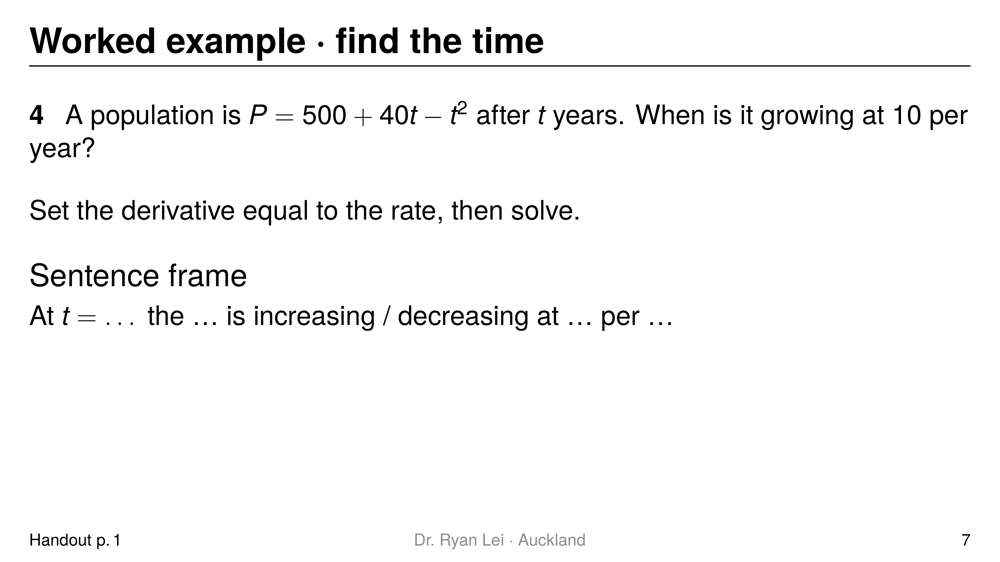 Worked example · find the time
4 A population is P = 500 + 40t − t² after t years. When is it growing at 10 per
year?
Set the derivative equal to the rate, then solve.
Sentence frame
At t = . . . the … is increasing / decreasing at … per …
Handout p. 1
Dr. Ryan Lei · Auckland
7